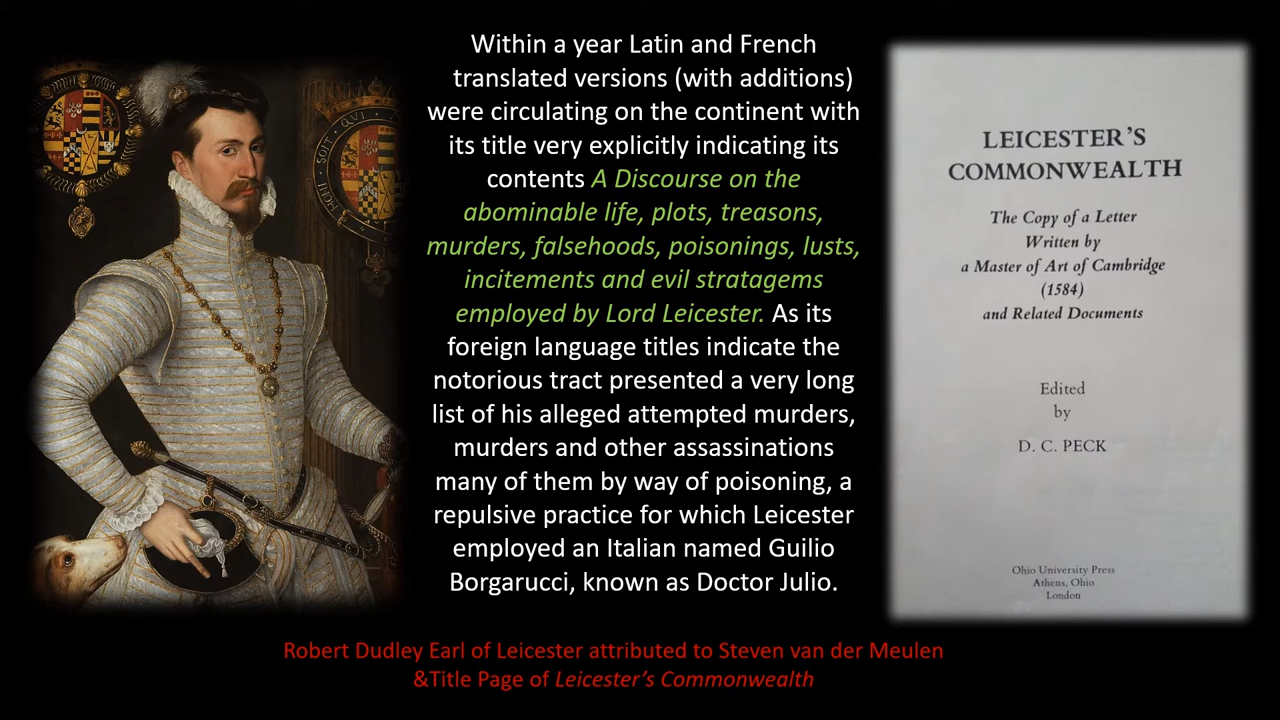 Within a year Latin and French
translated versions (with additions)
were circulating on the continent with
its title very explicitly indicating its
contents A Discourse on the
abominable life, plots, treasons,
murders, falsehoods, poisonings, lusts,
incitements and evil stratagems
employed by Lord Leicester. As its
foreign language titles indicate the
notorious tract presented a very long
list of his alleged attempted murders,
murders and other assassinations
many of them by way of poisoning, a
repulsive practice for which Leicester
employed an Italian named Guilio
Borgarucci, known as Doctor Julio.
LEICESTER'S
COMMONWEALTH
The Copy of a Letter
Written by
a Master of Art of Cambridge
(1584)
and Related Documents
Edited
by
D. C. PECK
Ohio University Press
Athens, Ohio
London
Robert Dudley Earl of Leicester attributed to Steven van der Meulen
&Title Page of Leicester's Commonwealth